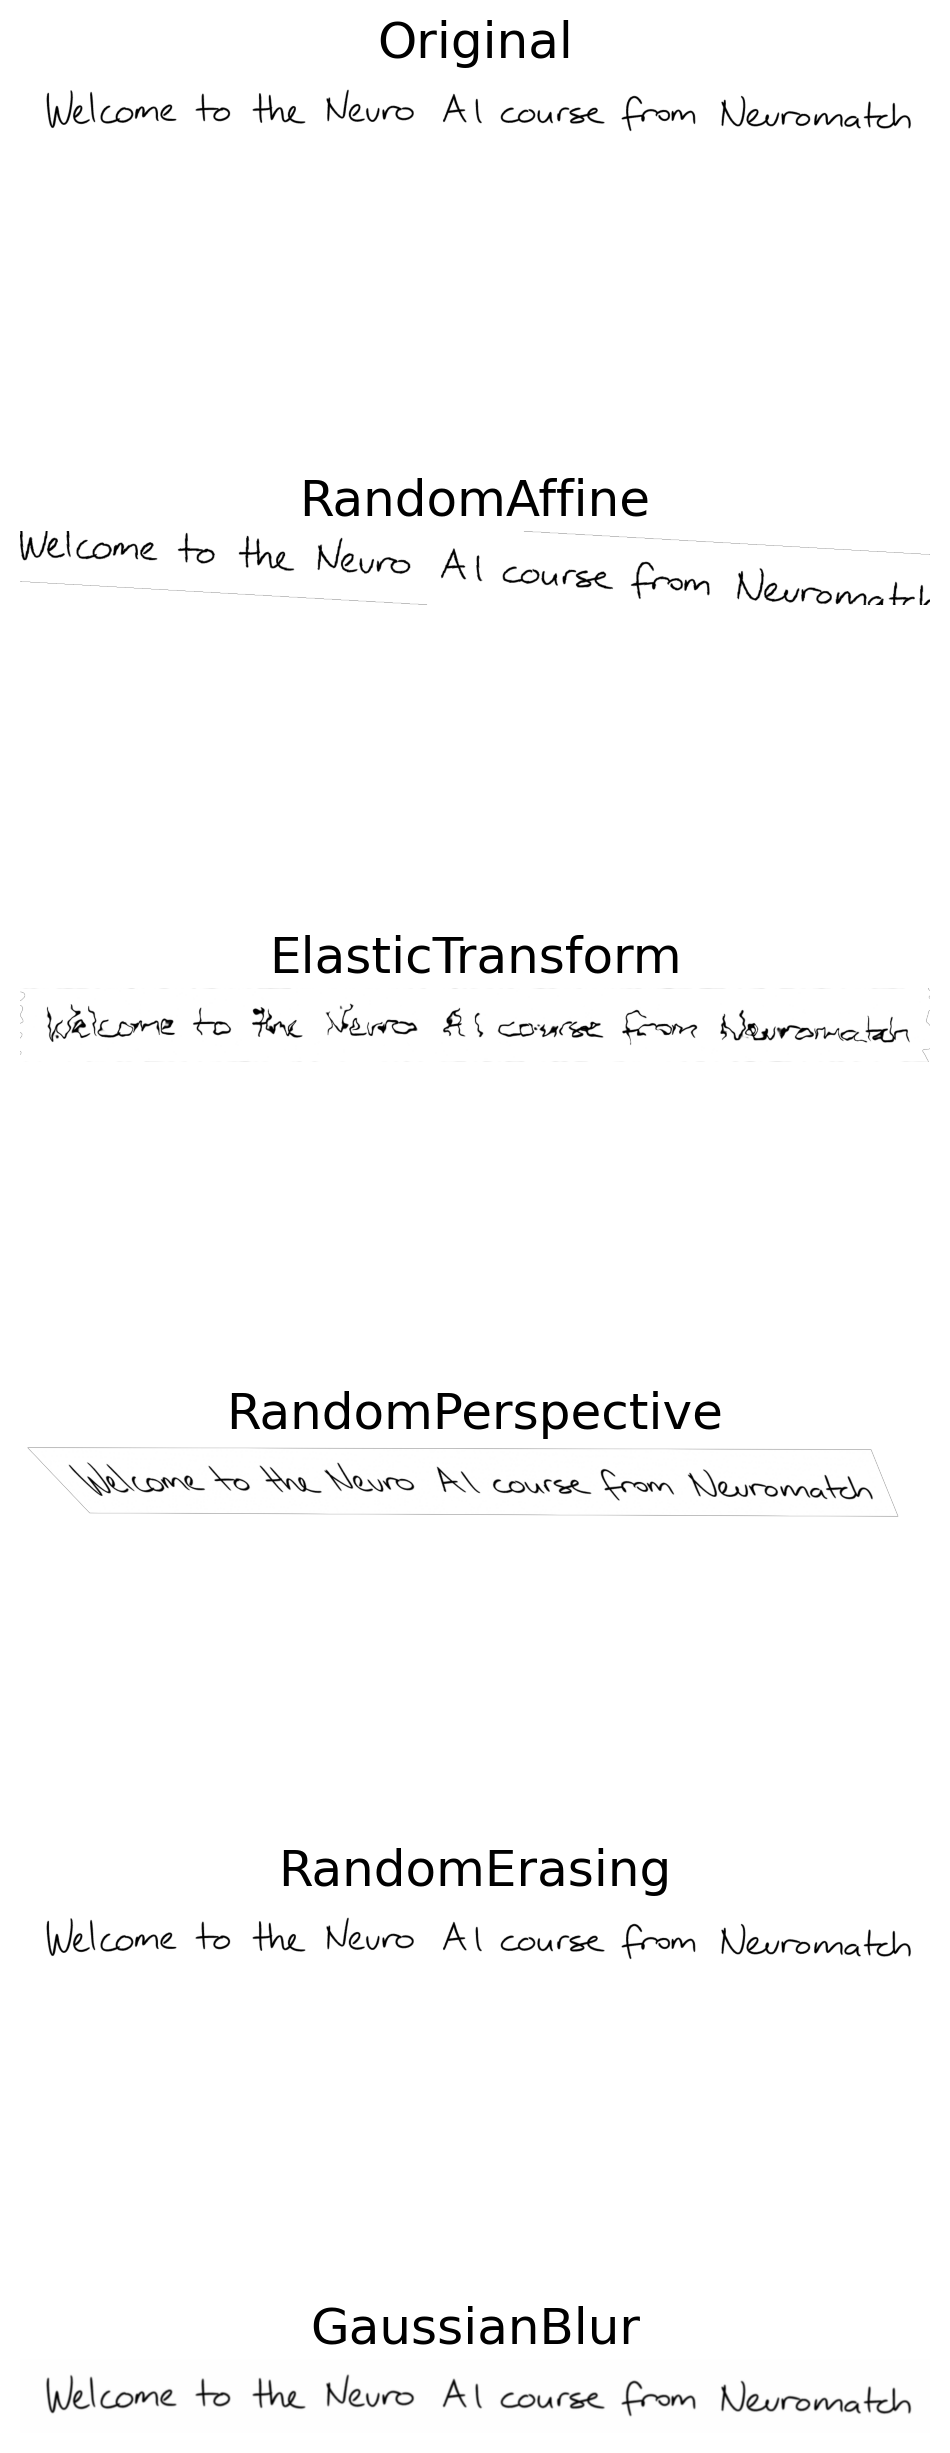 Original
Welcome to the Neuro AI course from Neuromatch
RandomAffine
Welcome to the Neuro AI course from Neuromatch
ElasticTransform
Welcome to the Neuro AI course from Neuromatch
RandomPerspective
Welcome to the Neuro AI course from Neuromatch
RandomErasing
Welcome to the Neuro AI course from Neuromatch
GaussianBlur
Welcome to the Neuro AI course from Neuromatch